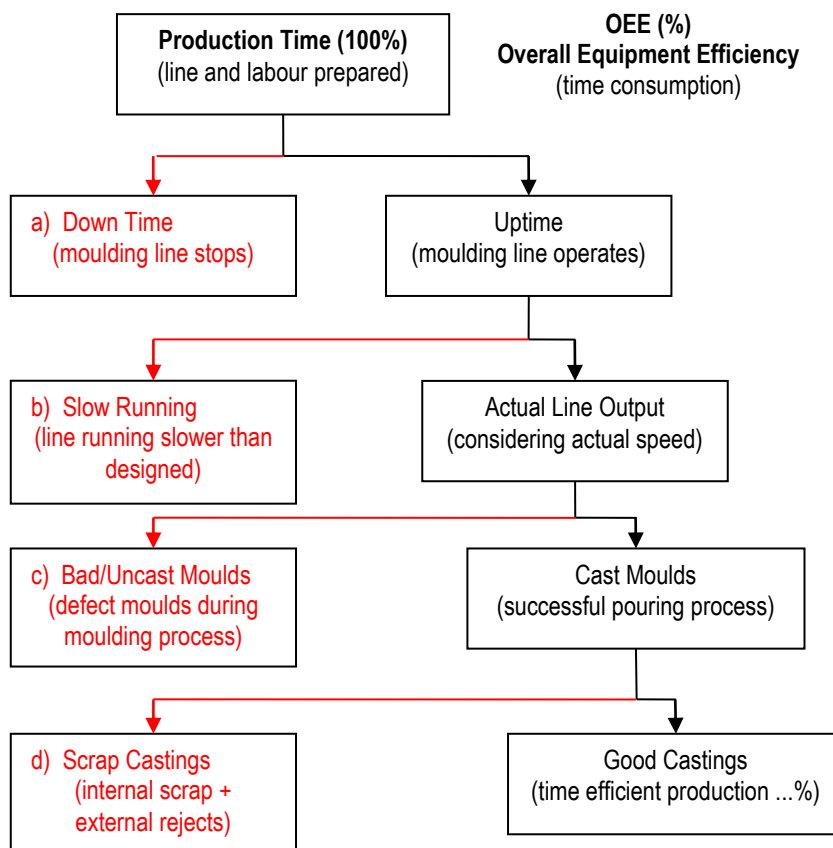 Production Time (100%)
(line and labour prepared)
OEE (%)
Overall Equipment Efficiency
(time consumption)
a) Down Time
(moulding line stops)
Uptime
(moulding line operates)
b) Slow Running
(line running slower than
designed)
Actual Line Output
(considering actual speed)
c) Bad/Uncast Moulds
(defect moulds during
moulding process)
Cast Moulds
(successful pouring process)
d) Scrap Castings
(internal scrap +
external rejects)
Good Castings
(time efficient production ...%)